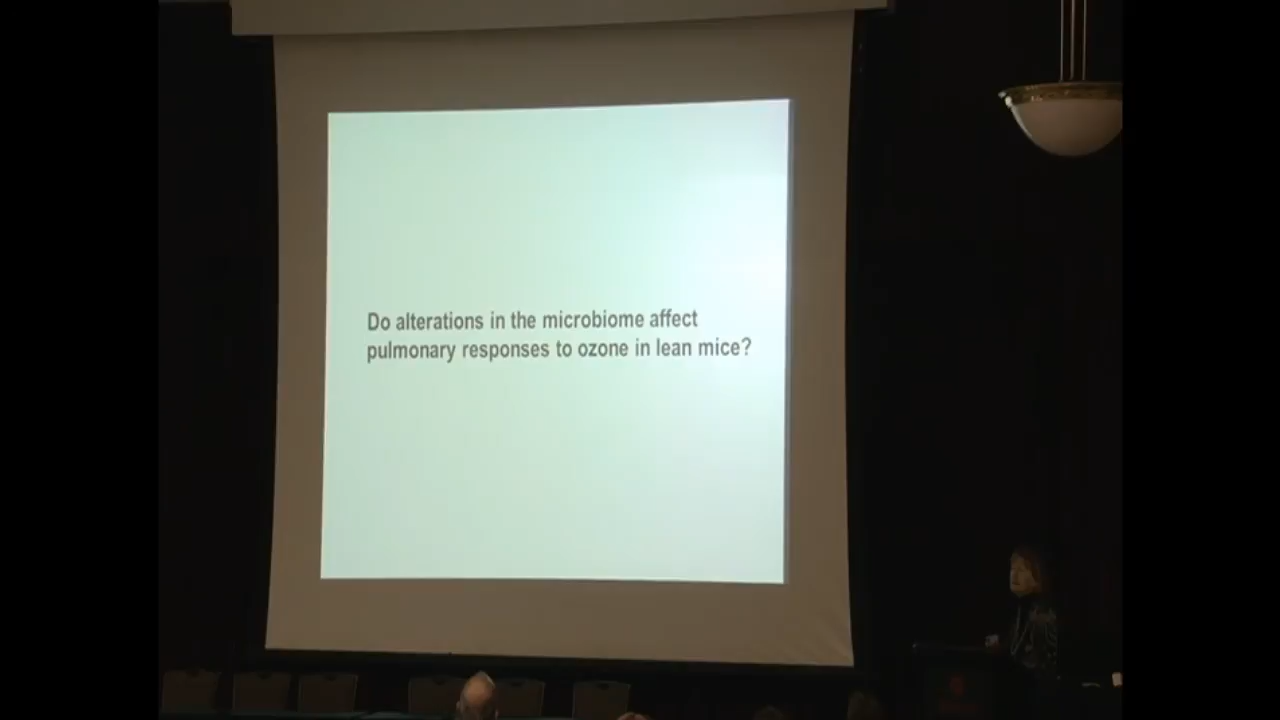 Do alterations in the microbiome affect
pulmonary responses to ozone in lean mice?